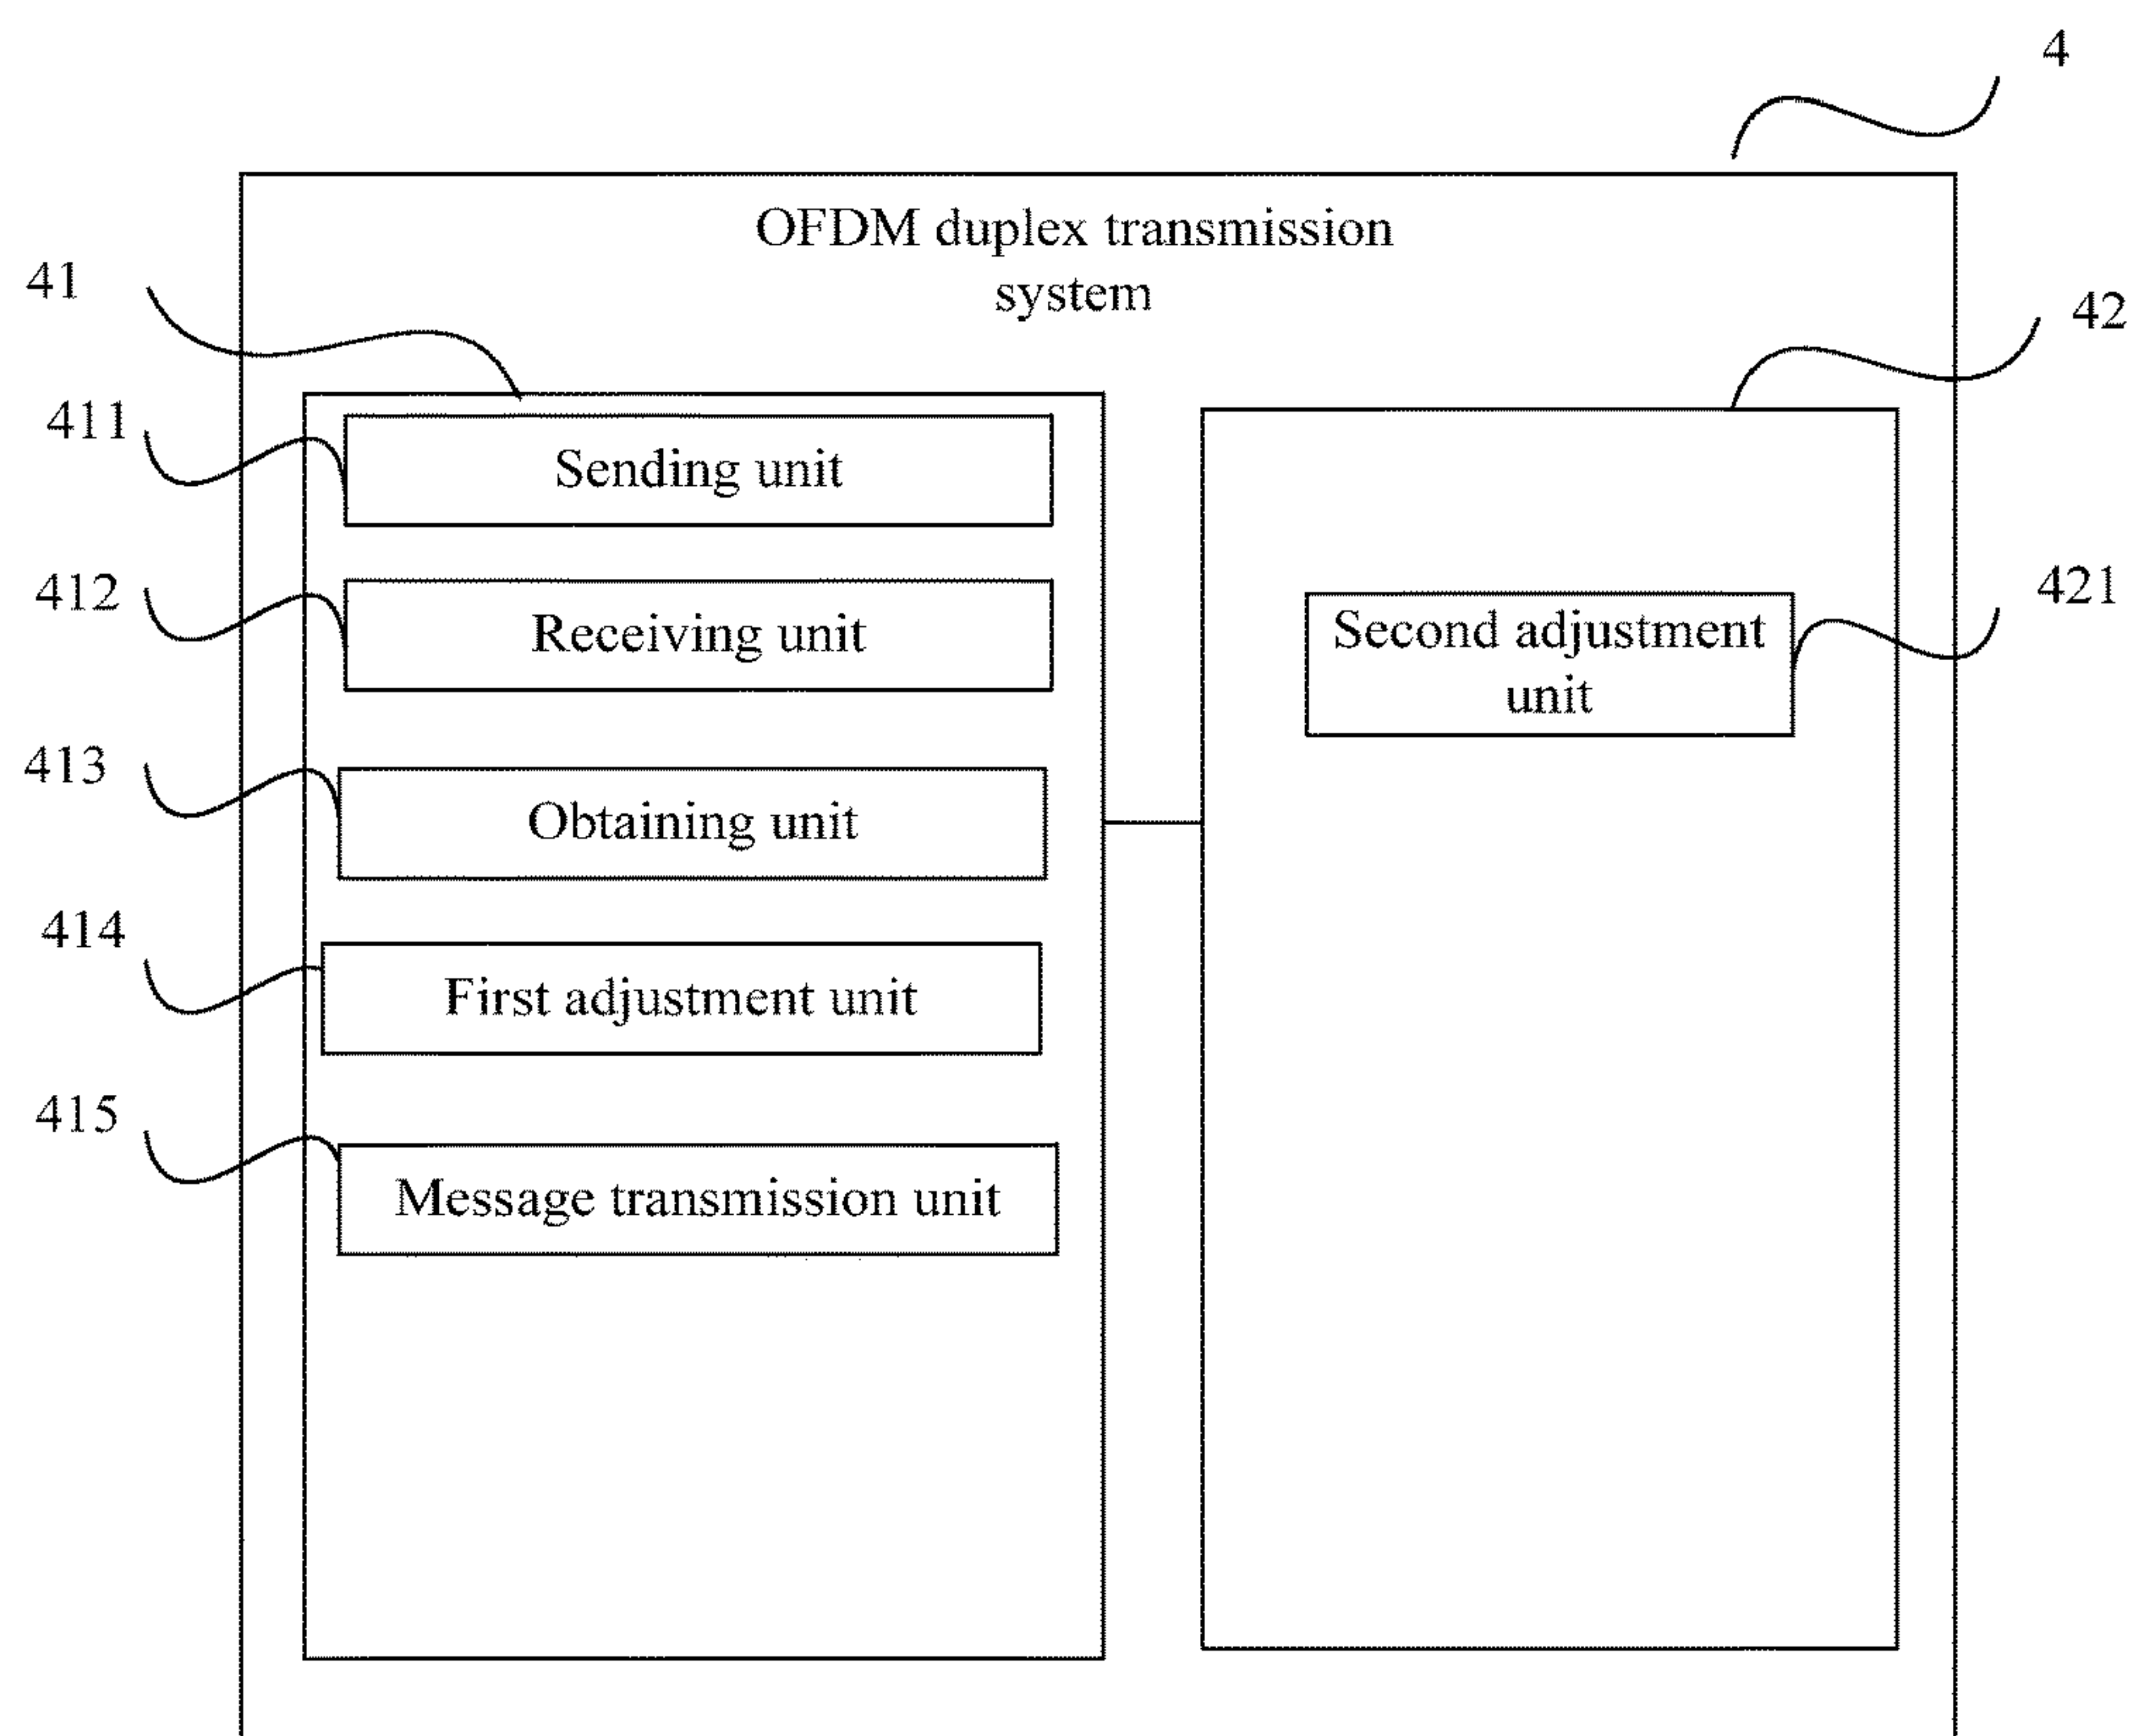 4
OFDM duplex transmission
system
41
42
411
Sending unit
412
Receiving unit
421
Second adjustment
unit
413
Obtaining unit
414
First adjustment unit
415
Message transmission unit